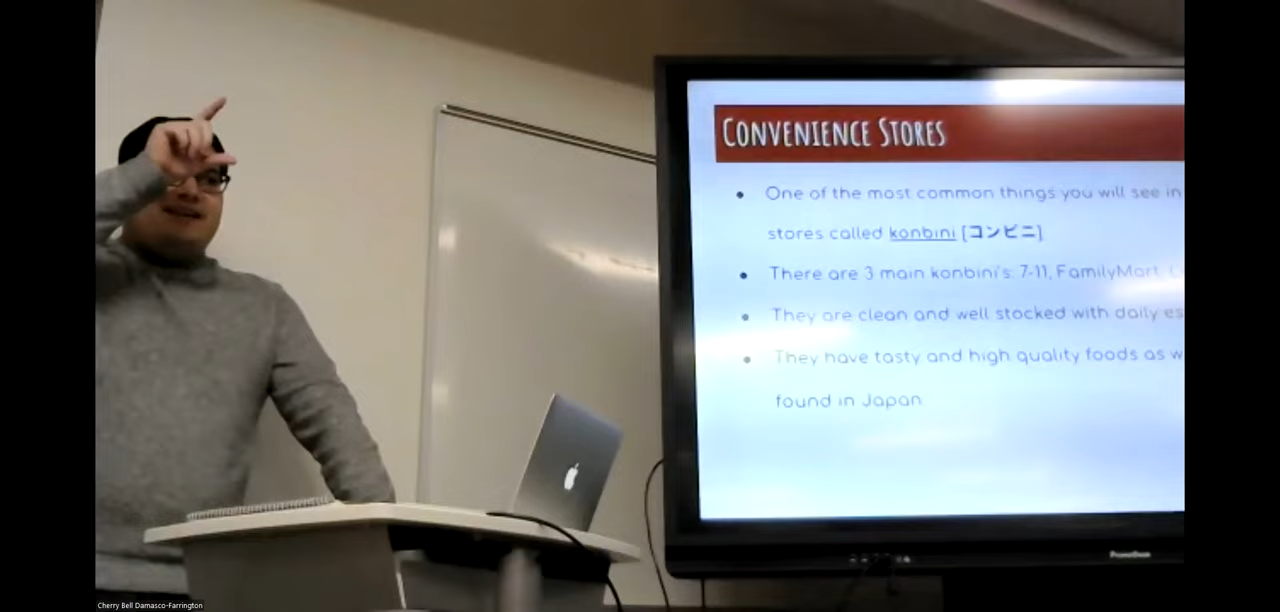 CONVENIENCE STORES
One of the most common things you will see in
stores called konbini [コンビニ]
There are 3 main konbini's: 7-11, FamilyMart,
They are clean and well stocked with daily es
They have tasty and high quality foods as w
found in Japan
Promethean
Cherry Bell Damasco-Farrington